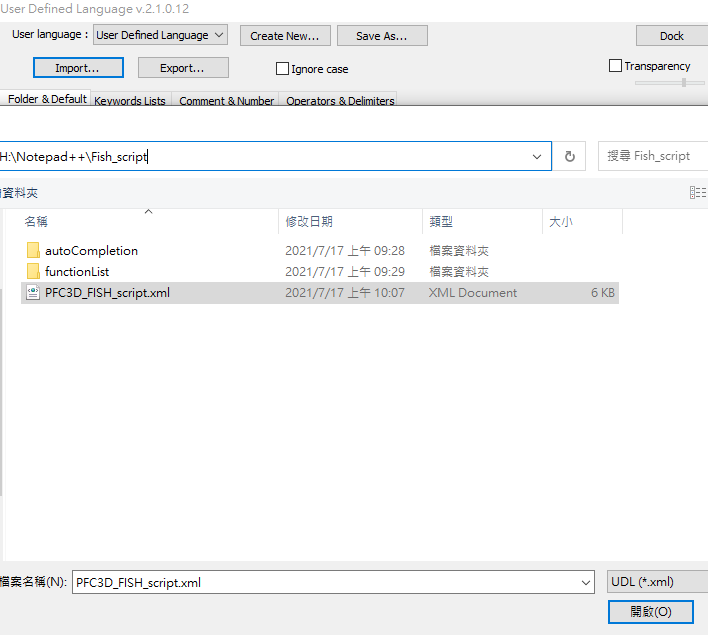 User Defined Language v.2.1.0.12
User language : User Defined Language Create New... Save As... Dock
Import... Export... Ignore case Transparency
Folder & Default Keywords Lists Comment & Number Operators & Delimiters
H:\Notepad++\Fish_script 搜尋 Fish_script
資料夾
名稱 修改日期 類型 大小
autoCompletion 2021/7/17 上午 09:28 檔案資料夾
functionList 2021/7/17 上午 09:29 檔案資料夾
PFC3D_FISH_script.xml 2021/7/17 上午 10:07 XML Document 6 KB
檔案名稱(N): PFC3D_FISH_script.xml UDL (*.xml)
開啟(O)